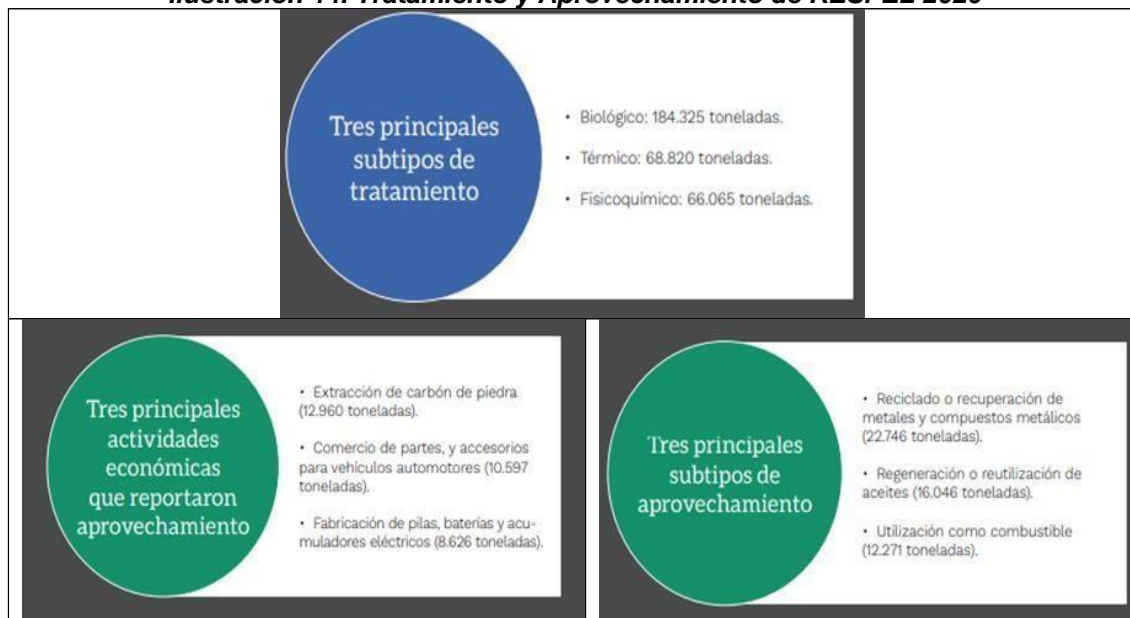 Tres principales
subtipos de
tratamiento
• Biológico: 184.325 toneladas.
• Térmico: 68.820 toneladas.
• Fisicoquímico: 66.065 toneladas.
Tres principales
actividades
económicas
que reportaron
aprovechamiento
• Extracción de carbón de piedra
(12.960 toneladas).
• Comercio de partes, y accesorios
para vehículos automotores (10.597
toneladas).
• Fabricación de pilas, baterías y acu-
muladores eléctricos (8.626 toneladas).
Tres principales
subtipos de
aprovechamiento
• Reciclado o recuperación de
metales y compuestos metálicos
(22.746 toneladas).
• Regeneración o reutilización de
aceites (16.046 toneladas).
• Utilización como combustible
(12.271 toneladas).